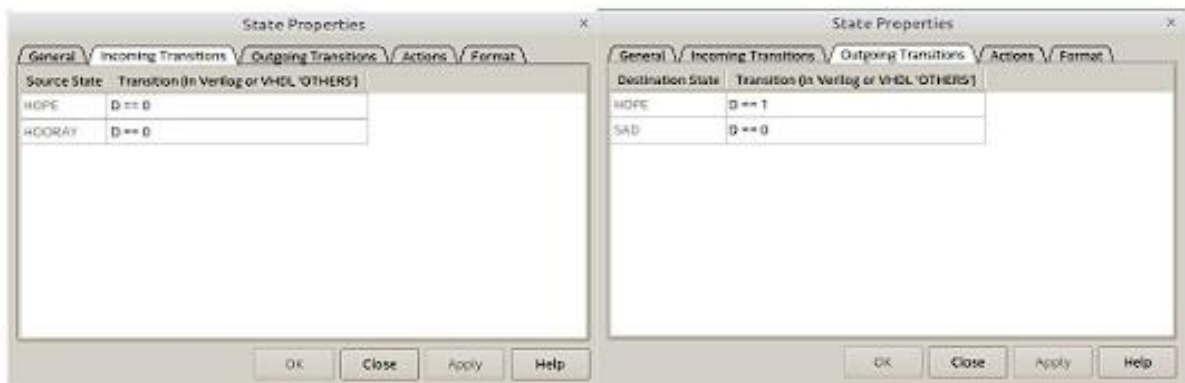 State Properties ×
General Incoming Transitions Outgoing Transitions Actions Format
Source State Transition (In Verilog or VHDL 'OTHERS')
HOPE D == 0
HOORAY D == 0
OK Close Apply Help
State Properties ×
General Incoming Transitions Outgoing Transitions Actions Format
Destination State Transition (In Verilog or VHDL 'OTHERS')
HOPE D == 1
SAD D == 0
OK Close Apply Help